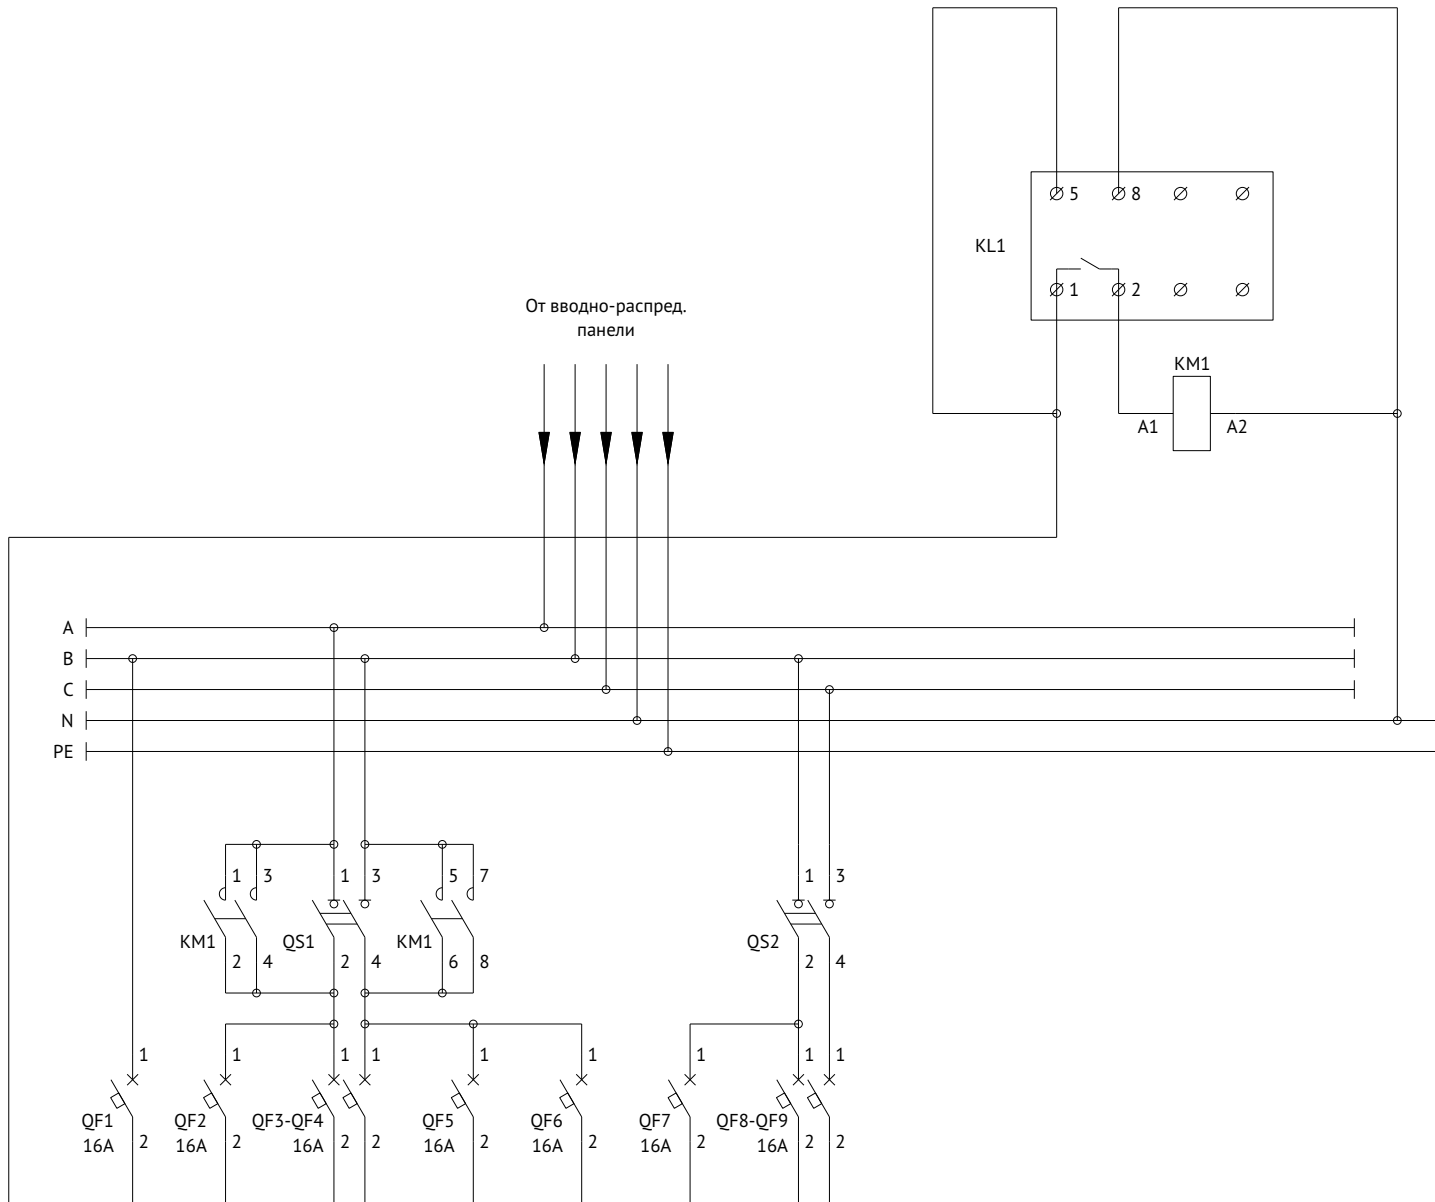 5 8
KL1
1 2
От вводно-распред.
панели
KM1
A1 A2
A
B
C
N
PE
1 3 1 3 5 7 1 3
KM1 QS1 KM1 QS2
2 4 2 4 6 8 2 4
1 1 1 1 1 1 1 1 1
QF1 QF2 QF3-QF4 QF5 QF6 QF7 QF8-QF9
16A 2 16A 2 16A 2 2 16A 2 16A 2 16A 2 16A 2 2